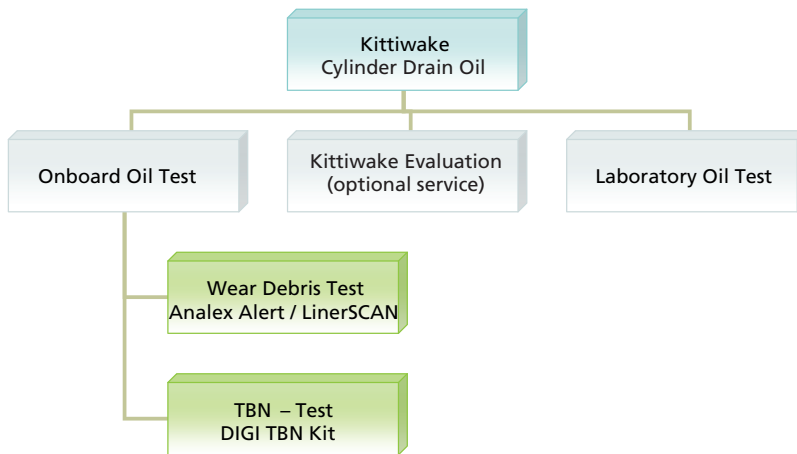 Kittiwake
Cylinder Drain Oil
Onboard Oil Test
Kittiwake Evaluation
(optional service)
Laboratory Oil Test
Wear Debris Test
Analex Alert / LinerSCAN
TBN – Test
DIGI TBN Kit